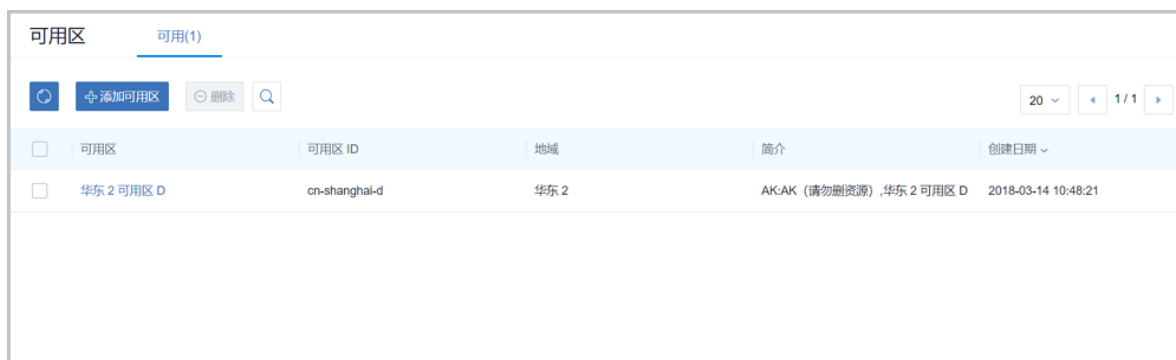 可用区 可用(1)
添加可用区 删除 20 1 / 1
可用区 可用区 ID 地域 简介 创建日期
华东 2 可用区 D cn-shanghai-d 华东 2 AK:AK（请勿删资源）,华东 2 可用区 D 2018-03-14 10:48:21